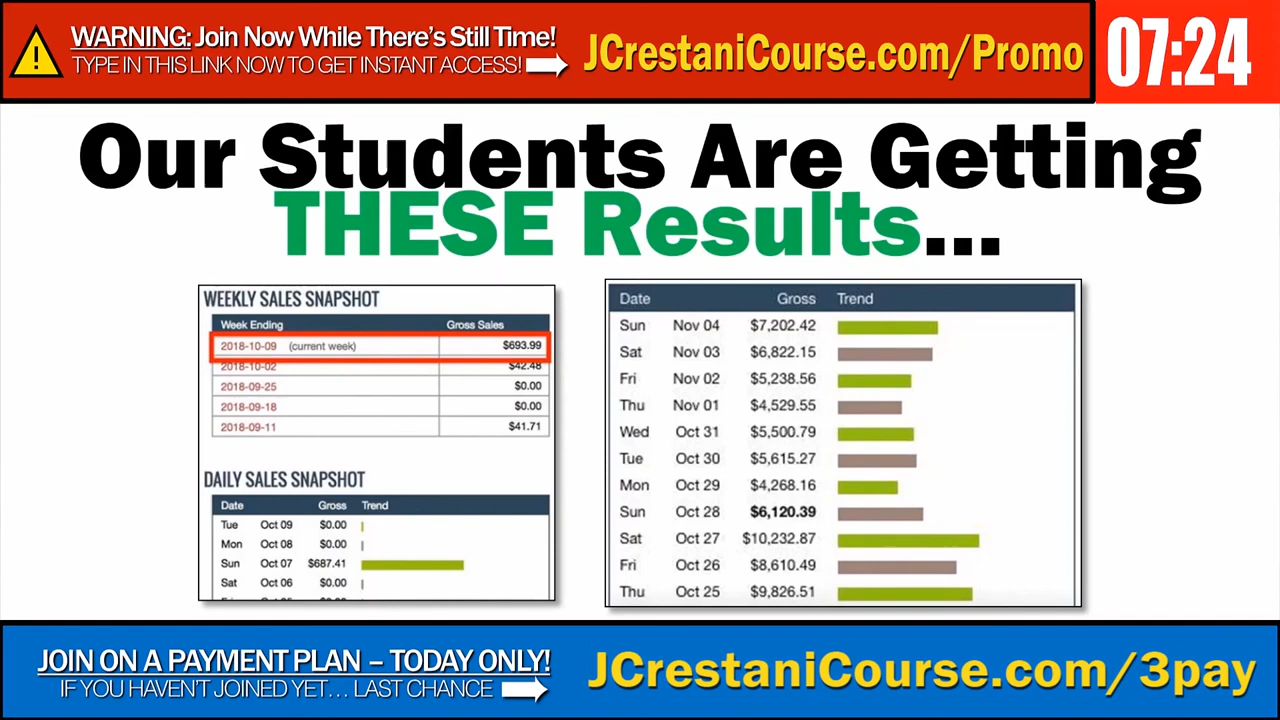 WARNING: Join Now While There's Still Time!
TYPE IN THIS LINK NOW TO GET INSTANT ACCESS!
JCrestaniCourse.com/Promo
07:24
Our Students Are Getting
THESE Results...
WEEKLY SALES SNAPSHOT
Week Ending Gross Sales
2018-10-09 (current week) $693.99
2018-10-02 $42.48
2018-09-25 $0.00
2018-09-18 $0.00
2018-09-11 $41.71
DAILY SALES SNAPSHOT
Date Gross Trend
Tue Oct 09 $0.00
Mon Oct 08 $0.00
Sun Oct 07 $687.41
Sat Oct 06 $0.00
Date Gross Trend
Sun Nov 04 $7,202.42
Sat Nov 03 $6,822.15
Fri Nov 02 $5,238.56
Thu Nov 01 $4,529.55
Wed Oct 31 $5,500.79
Tue Oct 30 $5,615.27
Mon Oct 29 $4,268.16
Sun Oct 28 $6,120.39
Sat Oct 27 $10,232.87
Fri Oct 26 $8,610.49
Thu Oct 25 $9,826.51
JOIN ON A PAYMENT PLAN – TODAY ONLY!
IF YOU HAVEN'T JOINED YET... LAST CHANCE
JCrestaniCourse.com/3pay